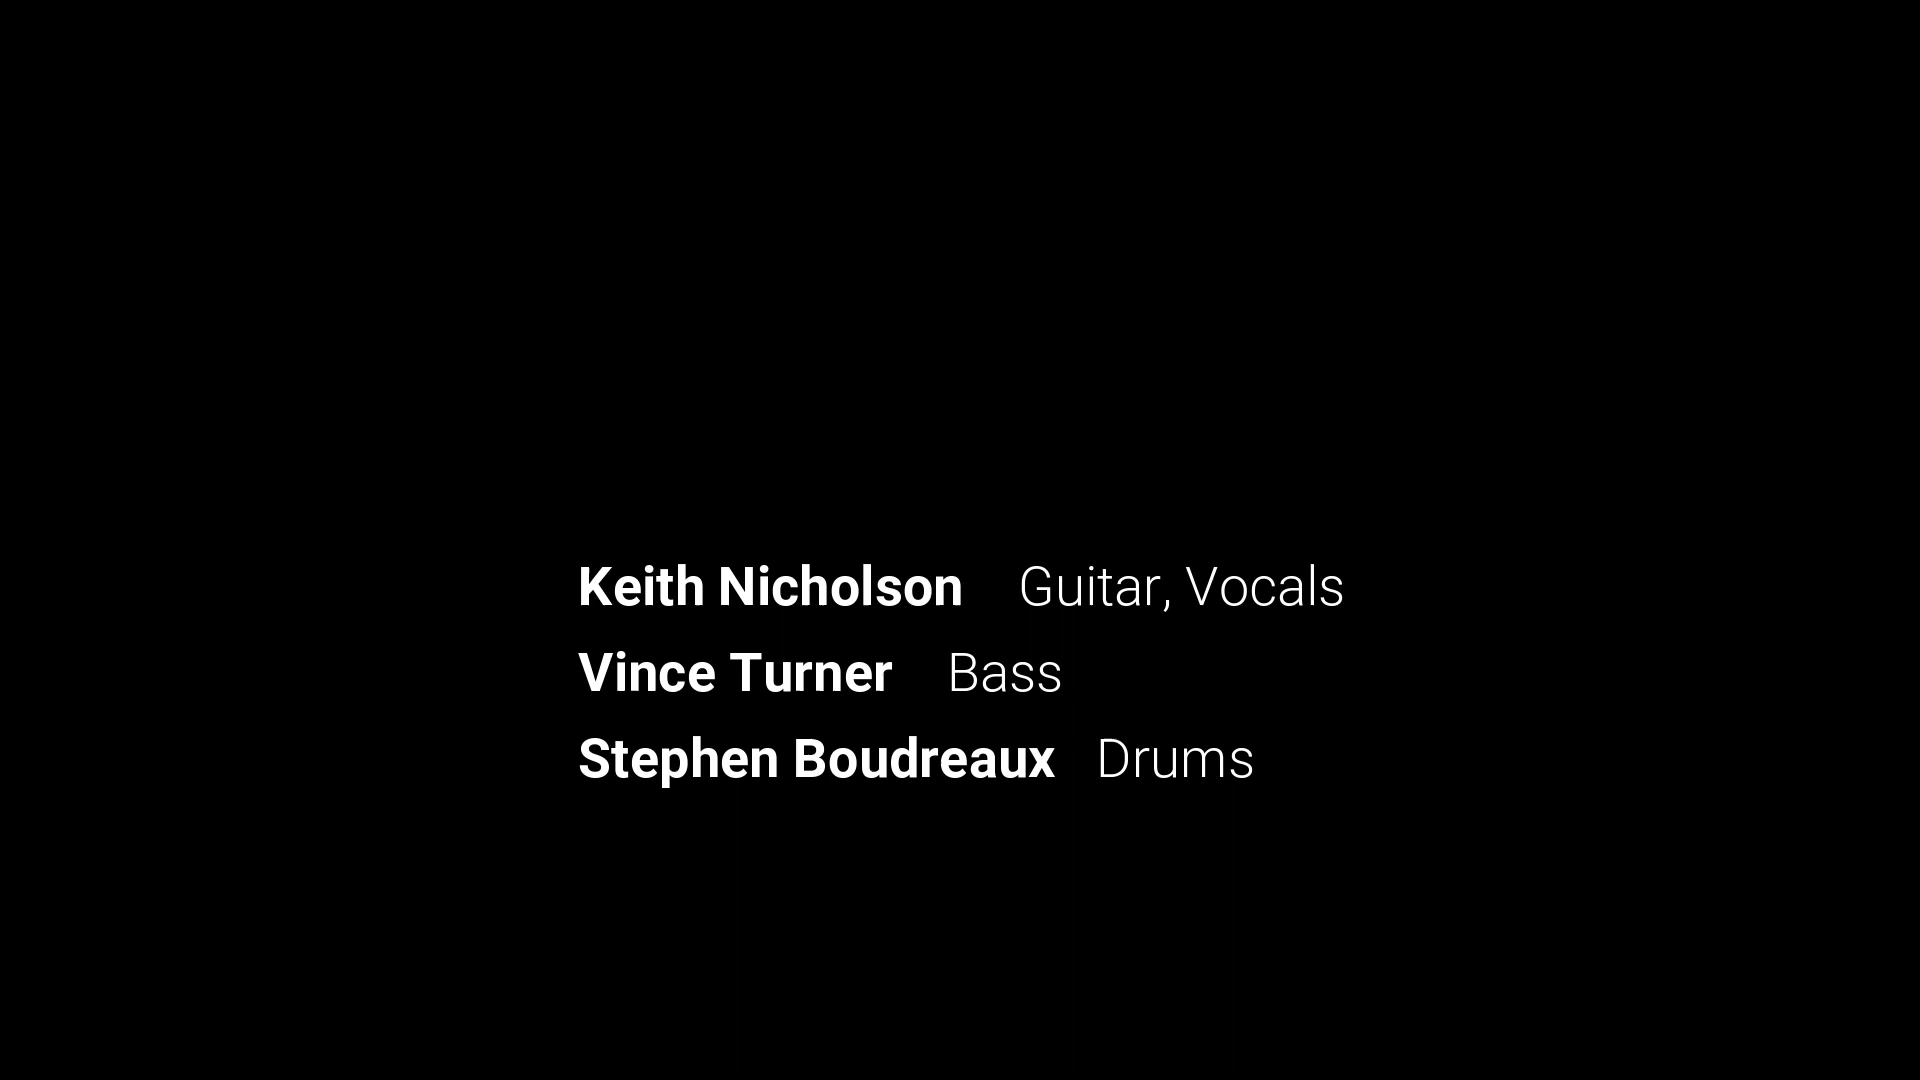 Keith Nicholson Guitar, Vocals
Vince Turner Bass
Stephen Boudreaux Drums